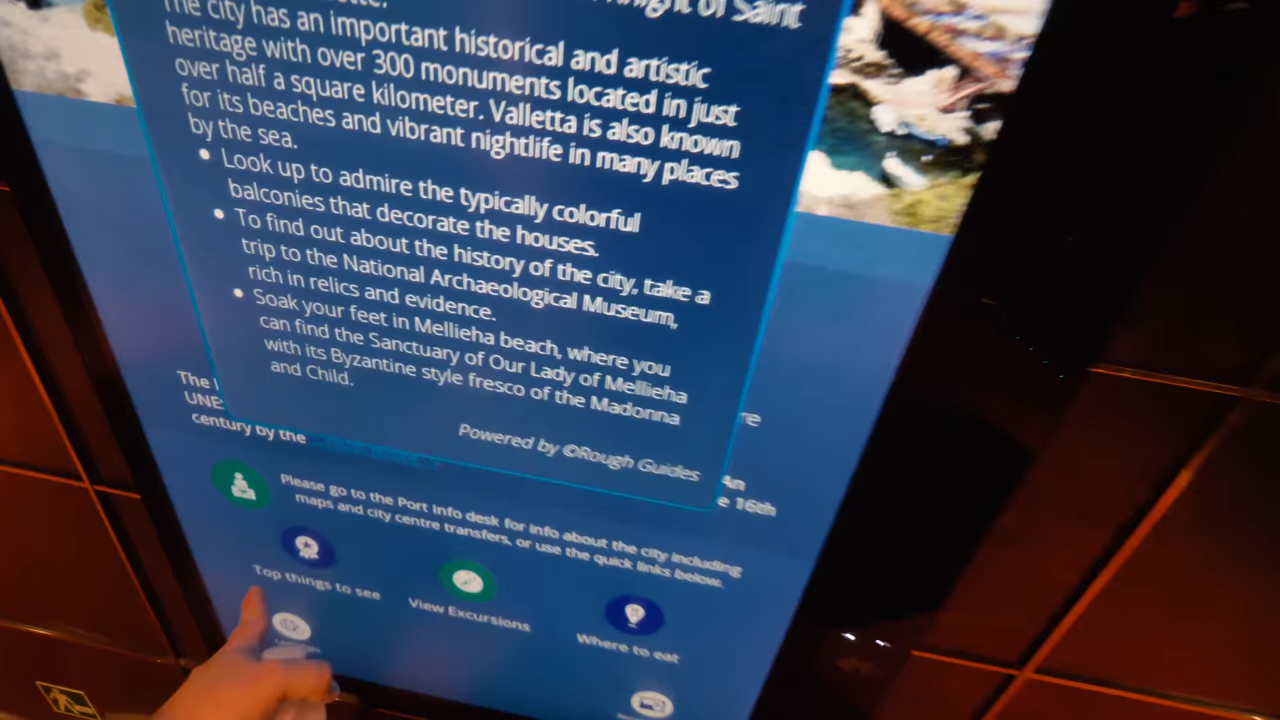 Knight of Saint
The city has an important historical and artistic
heritage with over 300 monuments located in just
over half a square kilometer. Valletta is also known
for its beaches and vibrant nightlife in many places
by the sea.
• Look up to admire the typically colorful
balconies that decorate the houses.
• To find out about the history of the city, take a
trip to the National Archaeological Museum,
rich in relics and evidence.
• Soak your feet in Mellieha beach, where you
can find the Sanctuary of Our Lady of Mellieha
with its Byzantine style fresco of the Madonna
and Child.
Powered by ©Rough Guides
The
re
UNE
An
century by the
e 16th
Please go to the Port Info desk for info about the city including
maps and city centre transfers, or use the quick links below.
Top things to see
View Excursions
Where to eat